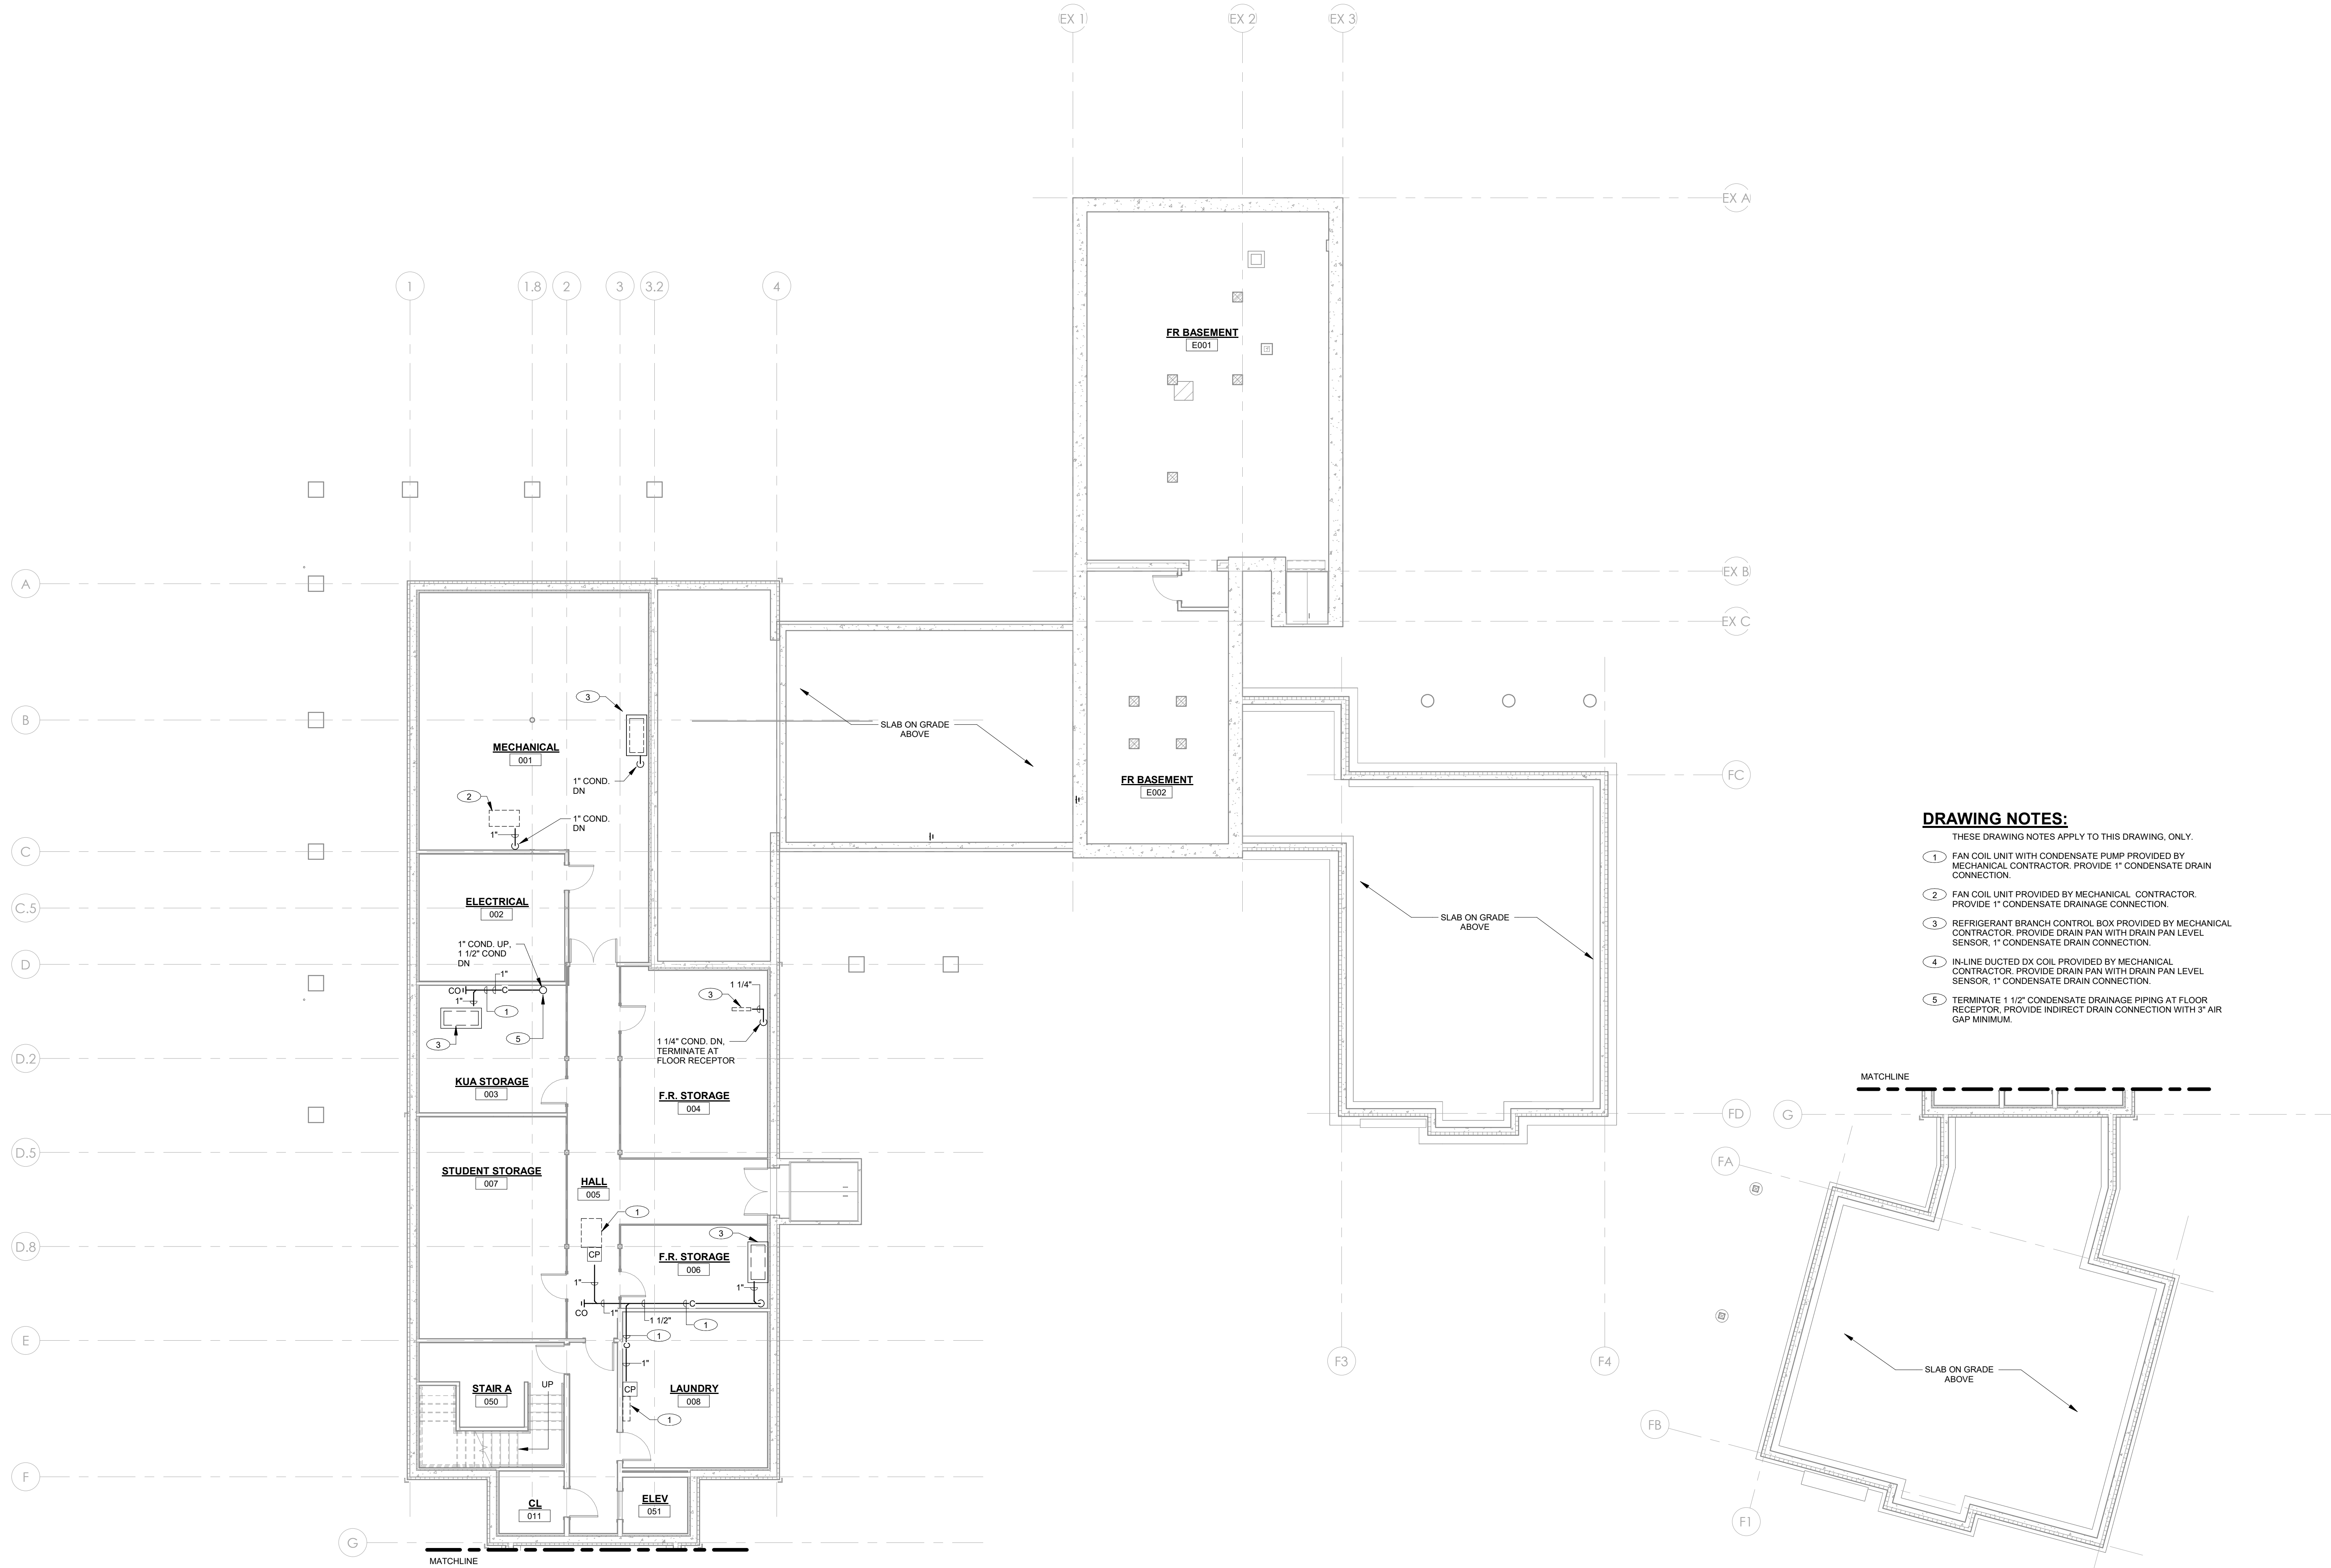 EX 1
EX 2
EX 3
EX A
1
1.8
2
3
3.2
4
FR BASEMENT
E001
A
EX B
EX C
3
B
SLAB ON GRADE
ABOVE
MECHANICAL
001
1" COND.
DN
FC
FR BASEMENT
E002
2
1" COND.
DN
1"
C
ELECTRICAL
002
C.5
SLAB ON GRADE
ABOVE
1" COND. UP,
1 1/2" COND
DN
D
1"
CO
C
1"
1
3
5
1 1/4"
3
1 1/4" COND. DN,
TERMINATE AT
FLOOR RECEPTOR
D.2
KUA STORAGE
003
F.R. STORAGE
004
FD
D.5
STUDENT STORAGE
007
HALL
005
1
CP
D.8
3
F.R. STORAGE
006
1"
1"
C
CO
1"
1 1/2"
1
E
1
C
1"
F3
F4
STAIR A
050
UP
CP
LAUNDRY
008
1
F
CL
011
ELEV
051
G
MATCHLINE
DRAWING NOTES:
THESE DRAWING NOTES APPLY TO THIS DRAWING, ONLY.
1 FAN COIL UNIT WITH CONDENSATE PUMP PROVIDED BY
MECHANICAL CONTRACTOR. PROVIDE 1" CONDENSATE DRAIN
CONNECTION.
2 FAN COIL UNIT PROVIDED BY MECHANICAL CONTRACTOR.
PROVIDE 1" CONDENSATE DRAINAGE CONNECTION.
3 REFRIGERANT BRANCH CONTROL BOX PROVIDED BY MECHANICAL
CONTRACTOR. PROVIDE DRAIN PAN WITH DRAIN PAN LEVEL
SENSOR, 1" CONDENSATE DRAIN CONNECTION.
4 IN-LINE DUCTED DX COIL PROVIDED BY MECHANICAL
CONTRACTOR. PROVIDE DRAIN PAN WITH DRAIN PAN LEVEL
SENSOR, 1" CONDENSATE DRAIN CONNECTION.
5 TERMINATE 1 1/2" CONDENSATE DRAINAGE PIPING AT FLOOR
RECEPTOR, PROVIDE INDIRECT DRAIN CONNECTION WITH 3" AIR
GAP MINIMUM.
MATCHLINE
G
FA
SLAB ON GRADE
ABOVE
FB
F1